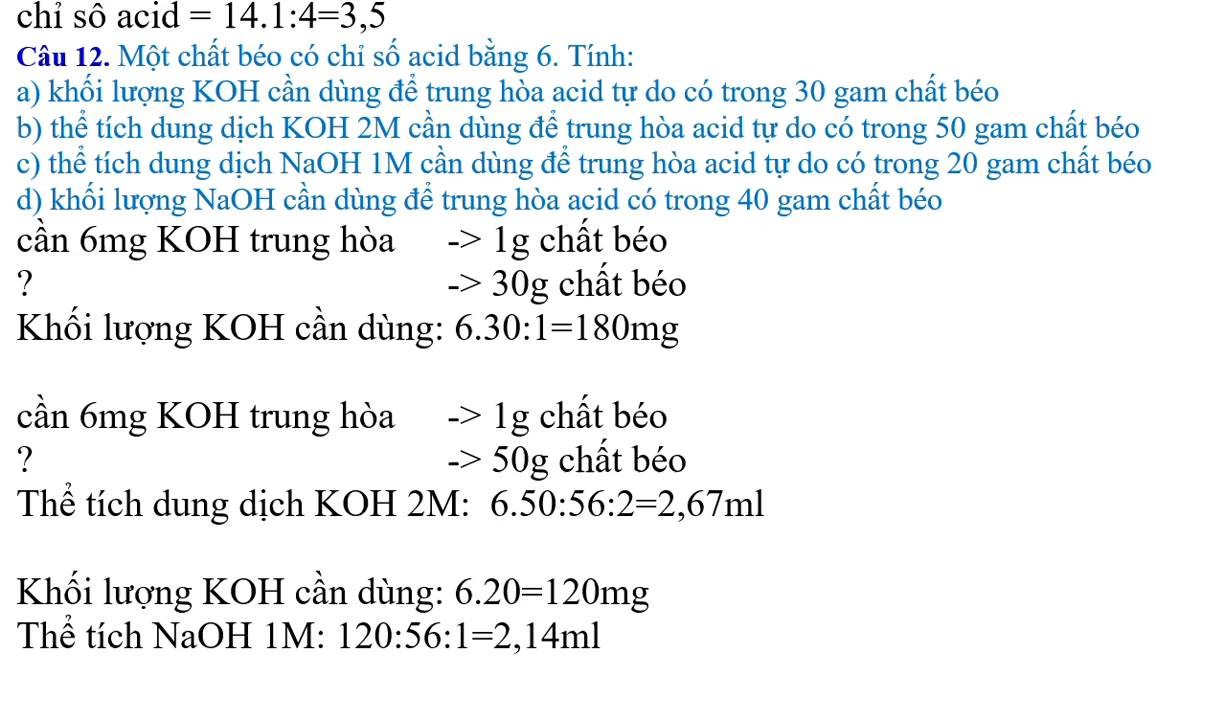 chỉ số acid = 14.1:4=3,5
Câu 12. Một chất béo có chỉ số acid bằng 6. Tính:
a) khối lượng KOH cần dùng để trung hòa acid tự do có trong 30 gam chất béo
b) thể tích dung dịch KOH 2M cần dùng để trung hòa acid tự do có trong 50 gam chất béo
c) thể tích dung dịch NaOH 1M cần dùng để trung hòa acid tự do có trong 20 gam chất béo
d) khối lượng NaOH cần dùng để trung hòa acid có trong 40 gam chất béo
cần 6mg KOH trung hòa -> 1g chất béo
? -> 30g chất béo
Khối lượng KOH cần dùng: 6.30:1=180mg
cần 6mg KOH trung hòa -> 1g chất béo
? -> 50g chất béo
Thể tích dung dịch KOH 2M: 6.50:56:2=2,67ml
Khối lượng KOH cần dùng: 6.20=120mg
Thể tích NaOH 1M: 120:56:1=2,14ml